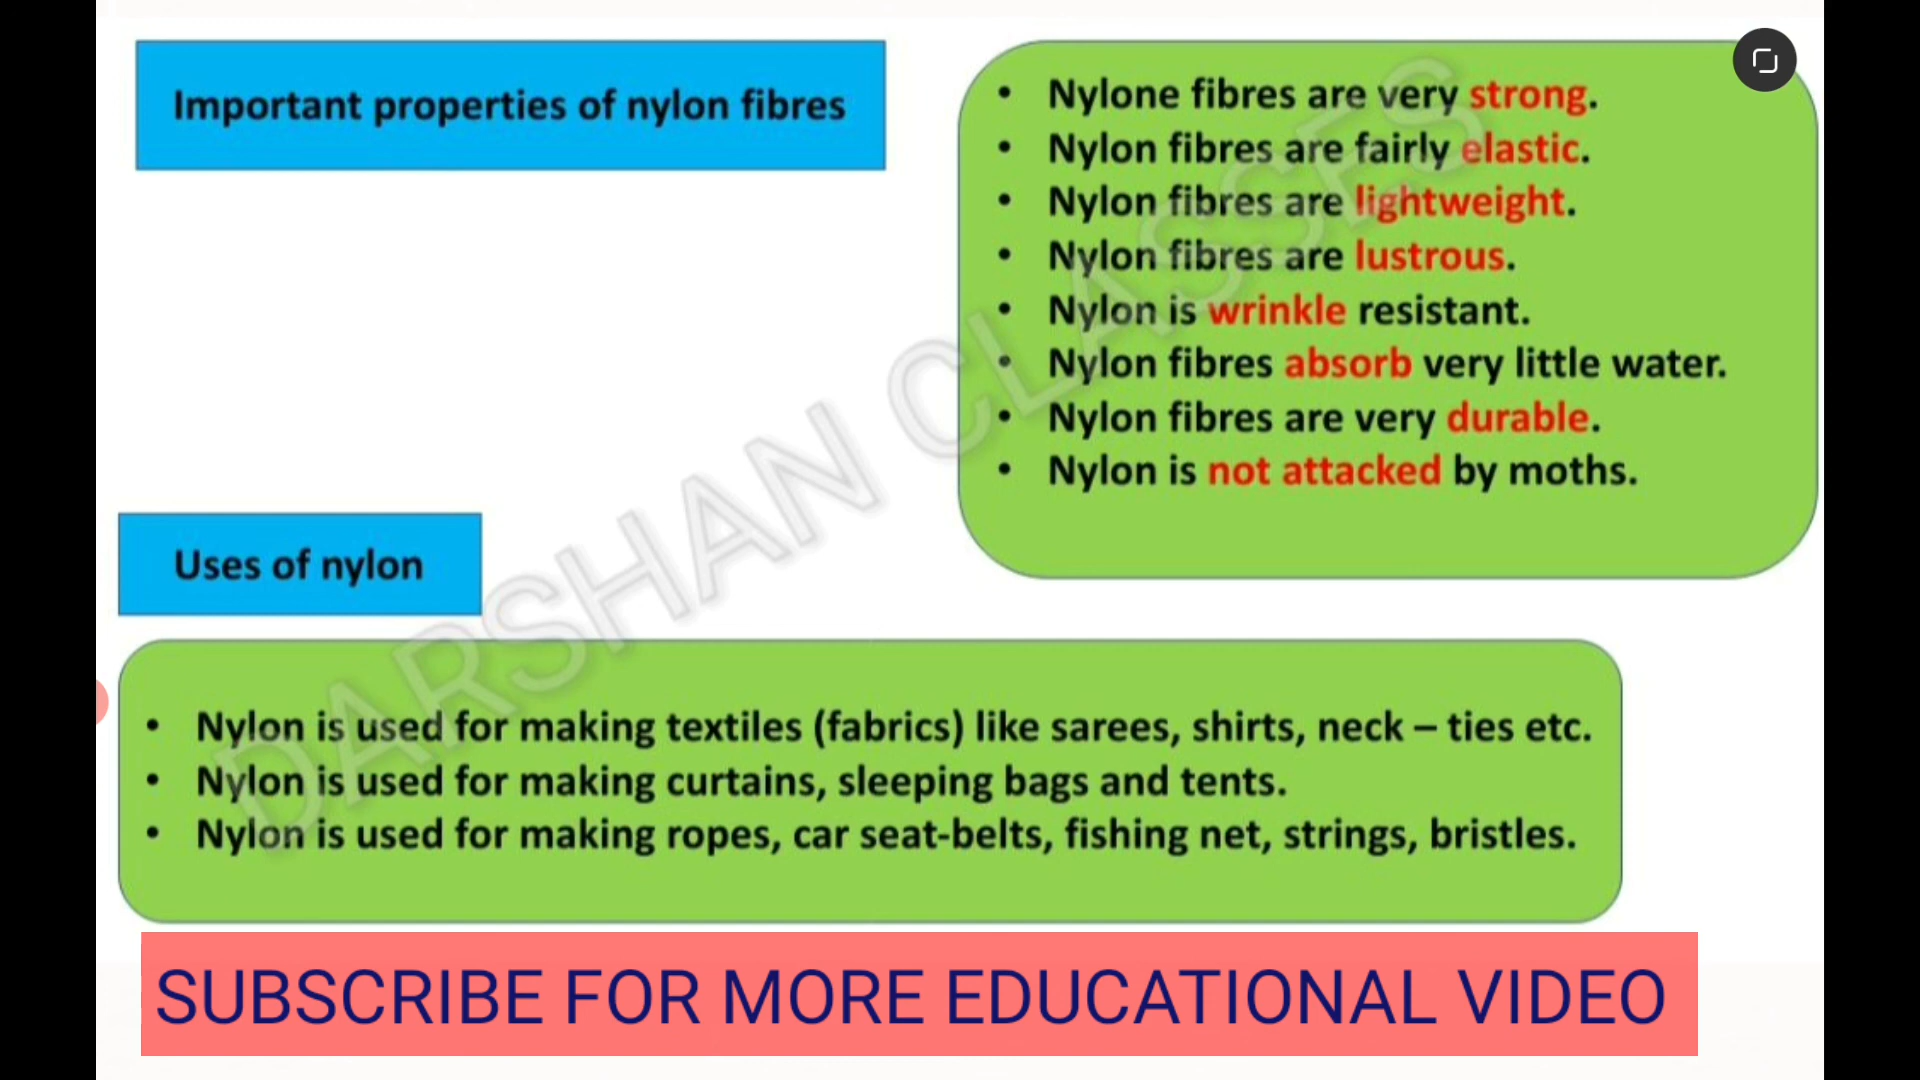 Important properties of nylon fibres
• Nylone fibres are very strong.
• Nylon fibres are fairly elastic.
• Nylon fibres are lightweight.
• Nylon fibres are lustrous.
• Nylon is wrinkle resistant.
• Nylon fibres absorb very little water.
• Nylon fibres are very durable.
• Nylon is not attacked by moths.
DARSHAN CLASSES
Uses of nylon
• Nylon is used for making textiles (fabrics) like sarees, shirts, neck – ties etc.
• Nylon is used for making curtains, sleeping bags and tents.
• Nylon is used for making ropes, car seat-belts, fishing net, strings, bristles.
SUBSCRIBE FOR MORE EDUCATIONAL VIDEO